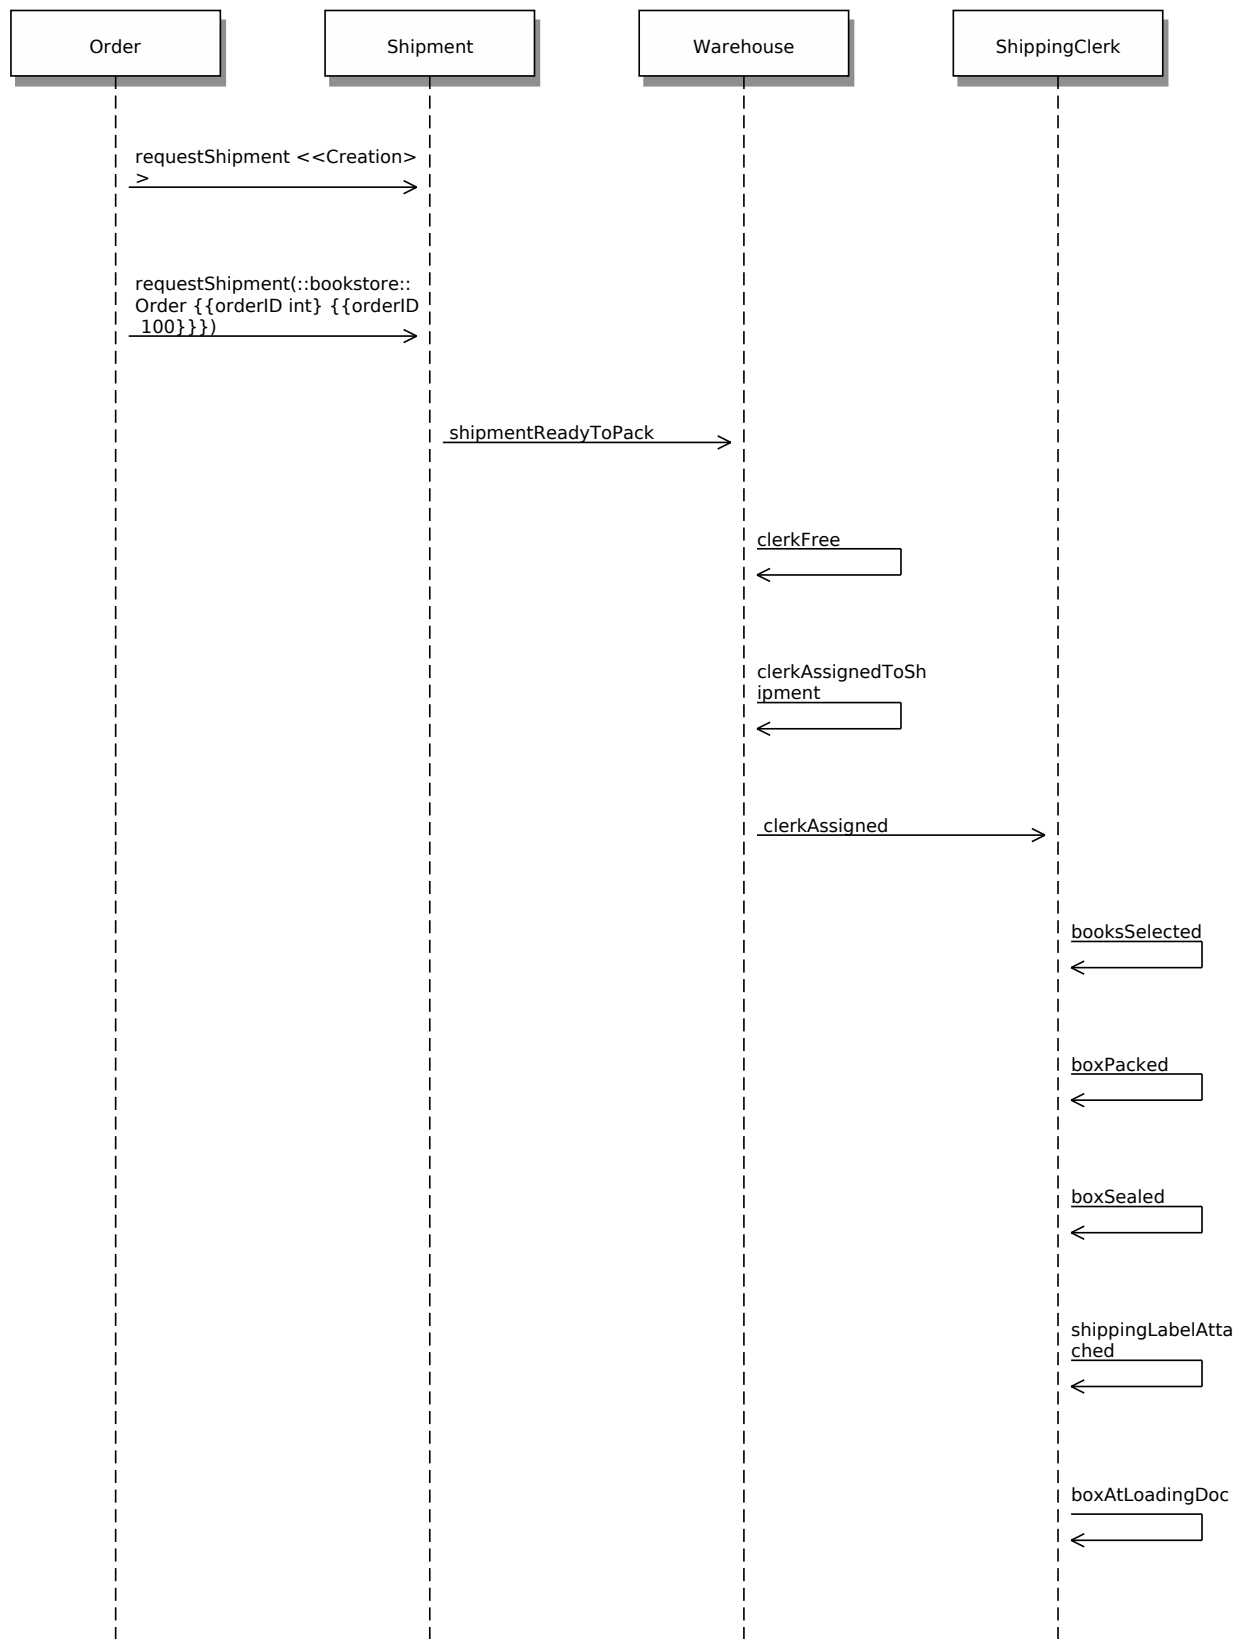 Order
Shipment
Warehouse
ShippingClerk
requestShipment <<Creation>
>
requestShipment(::bookstore::
Order {{orderID int} {{orderID
100}}})
shipmentReadyToPack
clerkFree
clerkAssignedToSh
ipment
clerkAssigned
booksSelected
boxPacked
boxSealed
shippingLabelAtta
ched
boxAtLoadingDoc